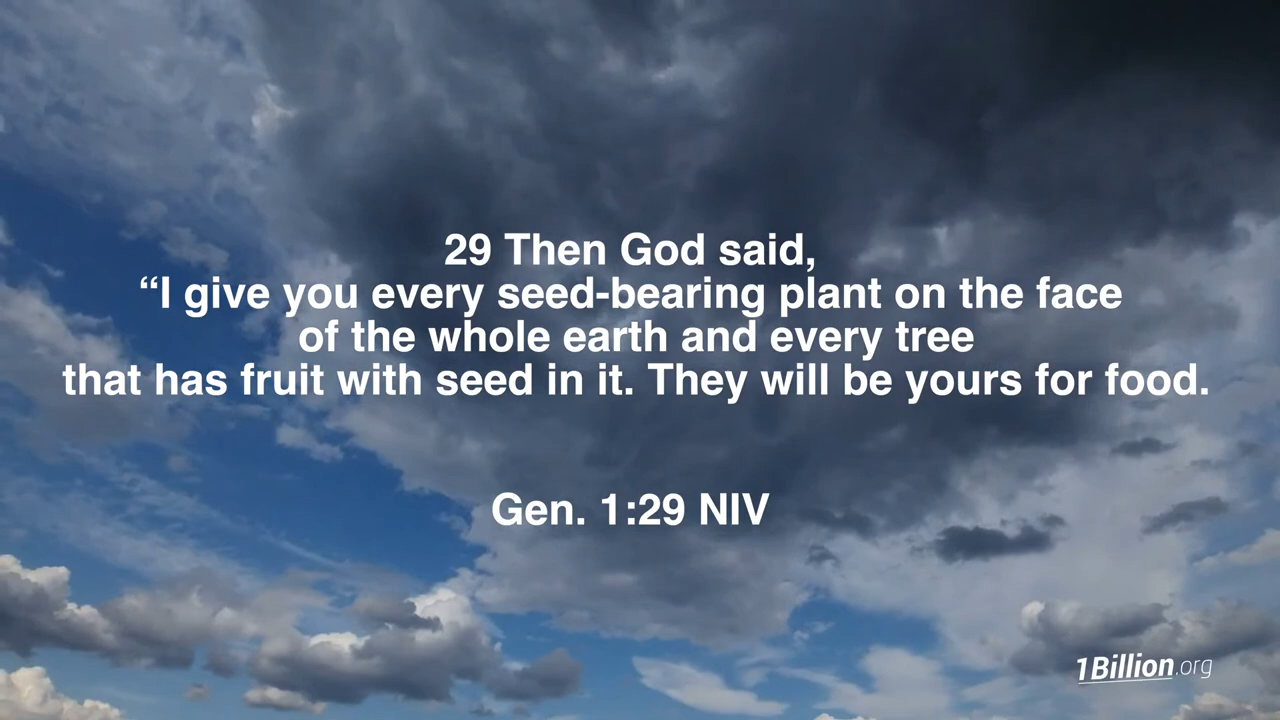 29 Then God said,
“I give you every seed-bearing plant on the face
of the whole earth and every tree
that has fruit with seed in it. They will be yours for food.
Gen. 1:29 NIV
1Billion.org